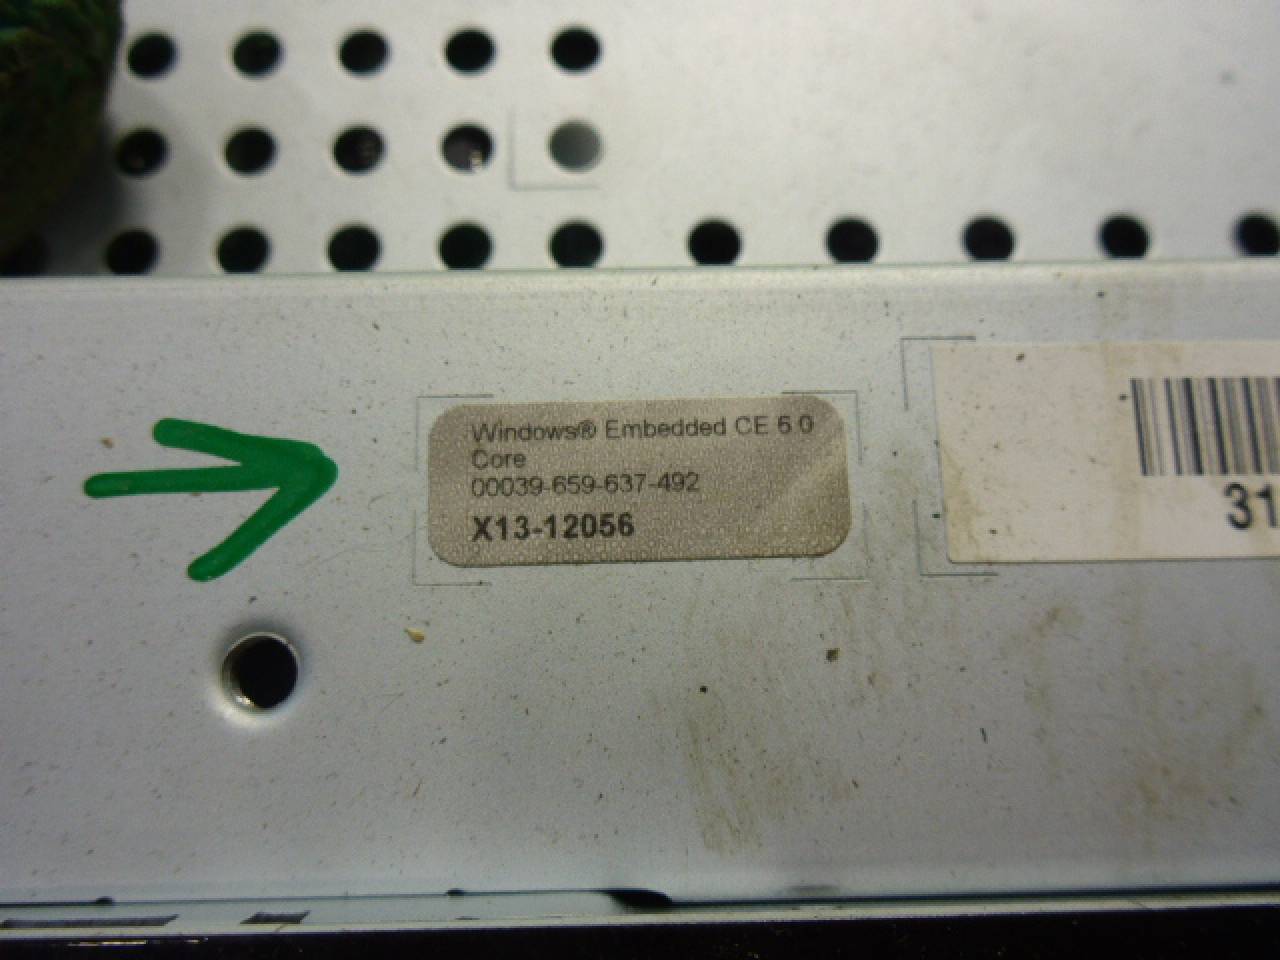 Windows® Embedded CE 6.0
Core
00039-659-637-492
X13-12056
31